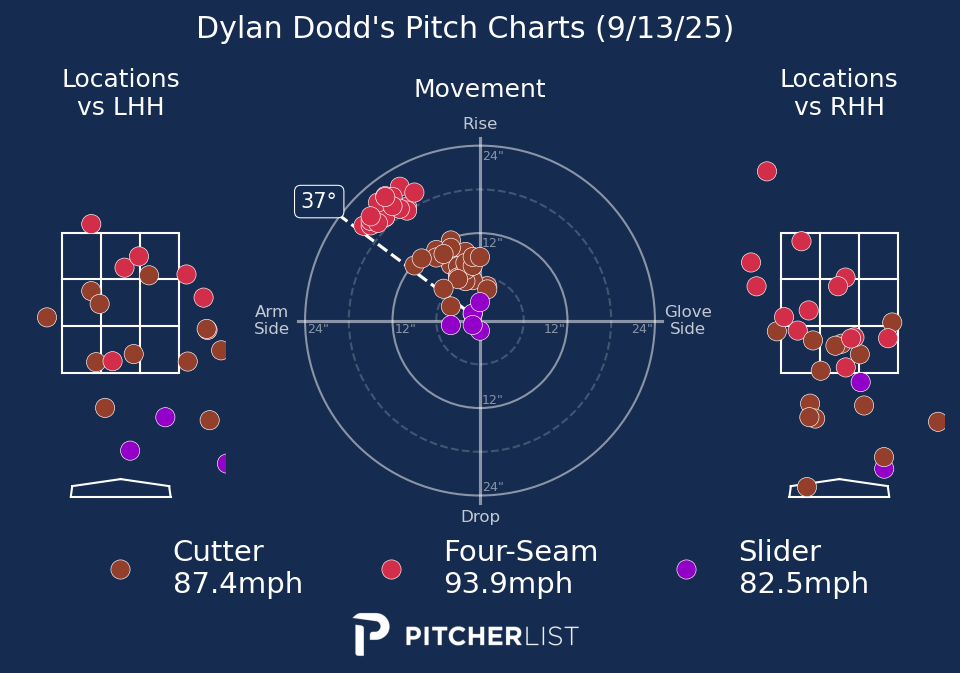 Dylan Dodd's Pitch Charts (9/13/25)
Locations
vs LHH
Movement
Locations
vs RHH
Rise
24"
37°
12"
Arm
Side
24"
12"
12"
24"
Glove
Side
12"
24"
Drop
Cutter
87.4mph
Four-Seam
93.9mph
Slider
82.5mph
PITCHERLIST